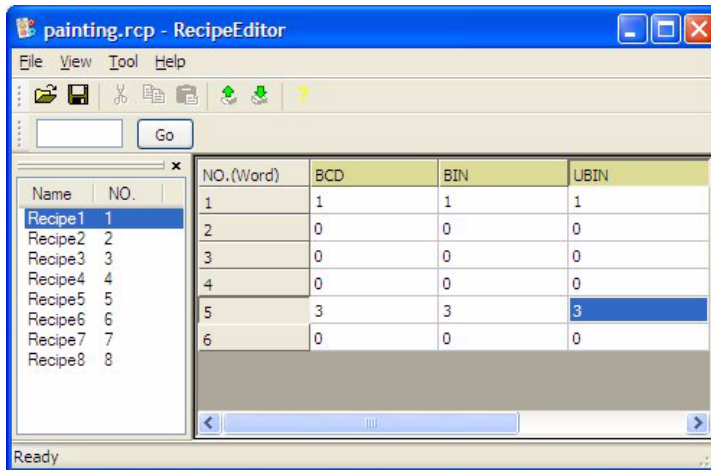 painting.rcp - RecipeEditor
File View Tool Help
Go
Name NO.
Recipe1 1
Recipe2 2
Recipe3 3
Recipe4 4
Recipe5 5
Recipe6 6
Recipe7 7
Recipe8 8
NO.(Word) BCD BIN UBIN
1 1 1 1
2 0 0 0
3 0 0 0
4 0 0 0
5 3 3 3
6 0 0 0
Ready